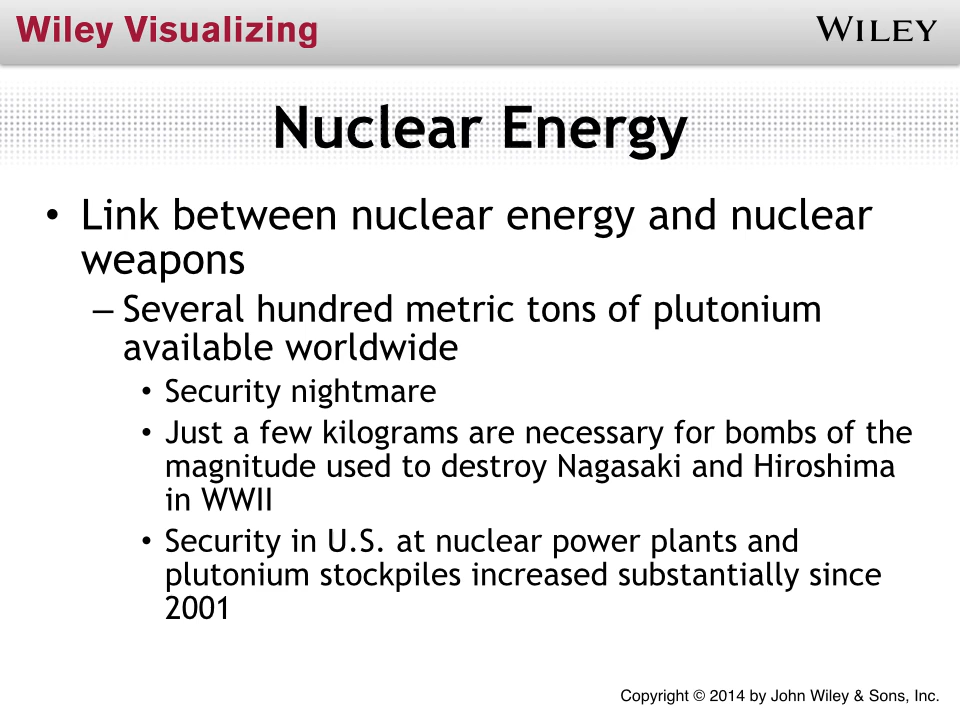 Wiley Visualizing
WILEY
Nuclear Energy
• Link between nuclear energy and nuclear
weapons
– Several hundred metric tons of plutonium
available worldwide
• Security nightmare
• Just a few kilograms are necessary for bombs of the
magnitude used to destroy Nagasaki and Hiroshima
in WWII
• Security in U.S. at nuclear power plants and
plutonium stockpiles increased substantially since
2001
Copyright © 2014 by John Wiley & Sons, Inc.